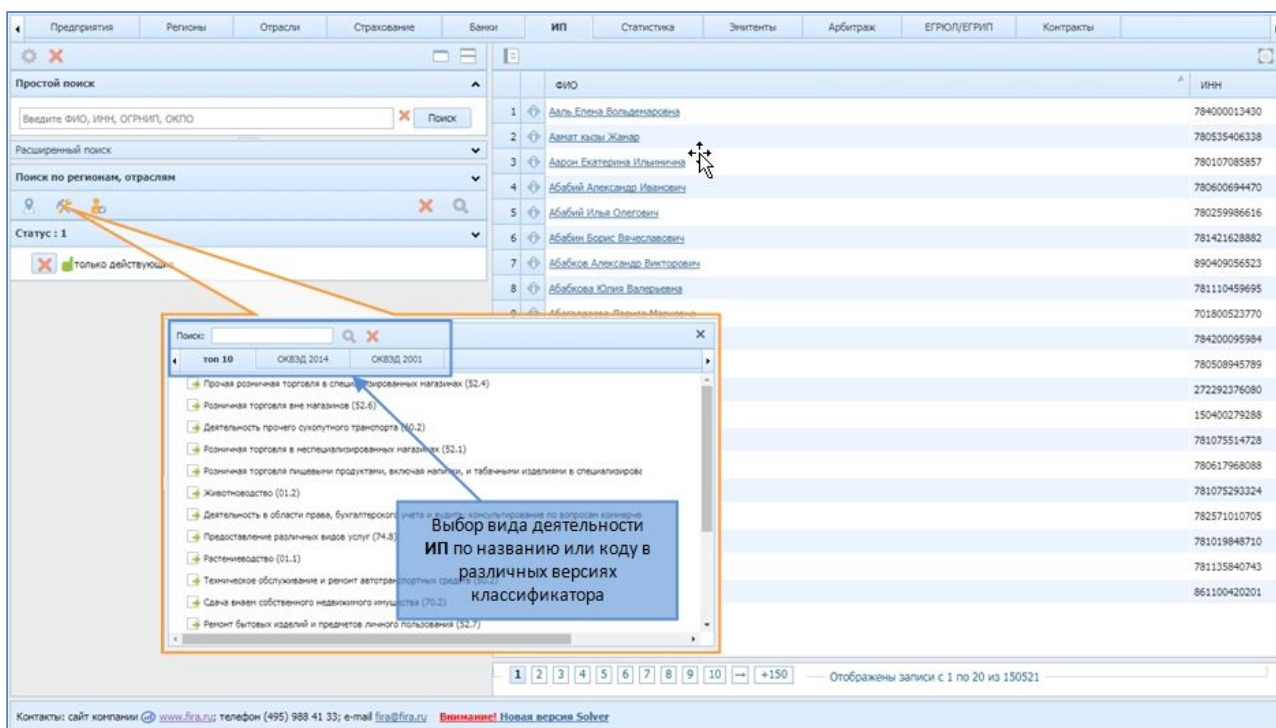 Предприятия Регионы Отрасли Страхование Банки ИП Статистика Эмитенты Арбитраж ЕГРЮЛ/ЕГРИП Контракты
Простой поиск
Введите ФИО, ИНН, ОГРНИП, ОКПО Поиск
Расширенный поиск
Поиск по регионам, отраслям
Статус : 1
только действующие
ФИО ИНН
1 Ааль Елена Вольдемаровна 784000013430
2 Аамат кызы Жанар 780535406338
3 Аарон Екатерина Ильинична 780107085857
4 Абабий Александр Иванович 780600694470
5 Абабий Илья Олегович 780259986616
6 Абабин Борис Вячеславович 781421628882
7 Абабков Александр Викторович 890409056523
8 Абабкова Юлия Валерьевна 781110459695
9 701800523770
784200095984
780508945789
272292376080
150400279288
781075514728
780617968088
781075293324
782571010705
781019848710
781135840743
861100420201
Поиск:
топ 10 ОКВЭД 2014 ОКВЭД 2001
Прочая розничная торговля в специализированных магазинах (52.4)
Розничная торговля вне магазинов (52.6)
Деятельность прочего сухопутного транспорта (60.2)
Розничная торговля в неспециализированных магазинах (52.1)
Розничная торговля пищевыми продуктами, включая напитки, и табачными изделиями в специализирова
Животноводство (01.2)
Деятельность в области права, бухгалтерского учета и аудита; консультирование по вопросам коммерче
Предоставление различных видов услуг (74.8)
Растениеводство (01.1)
Техническое обслуживание и ремонт автотранспортных средств (50.2)
Сдача внаем собственного недвижимого имущества (70.2)
Ремонт бытовых изделий и предметов личного пользования (52.7)
Выбор вида деятельности
ИП по названию или коду в
различных версиях
классификатора
1 2 3 4 5 6 7 8 9 10 → +150 Отображены записи с 1 по 20 из 150521
Контакты: сайт компании www.fira.ru; телефон (495) 988 41 33; e-mail fira@fira.ru Внимание! Новая версия Solver